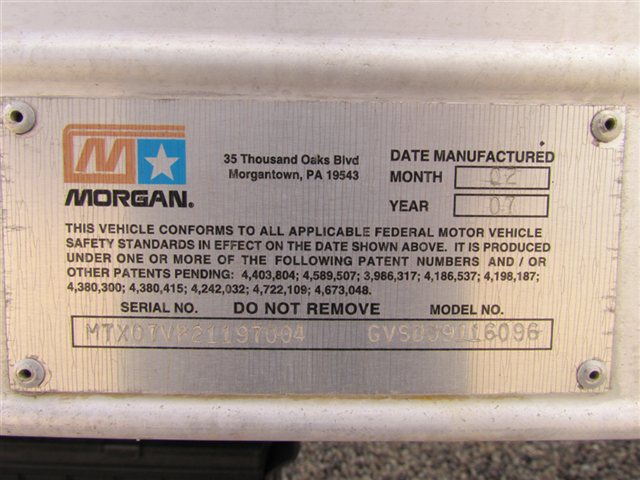 M
MORGAN.
35 Thousand Oaks Blvd
Morgantown, PA 19543
DATE MANUFACTURED
MONTH 02
YEAR 07
THIS VEHICLE CONFORMS TO ALL APPLICABLE FEDERAL MOTOR VEHICLE
SAFETY STANDARDS IN EFFECT ON THE DATE SHOWN ABOVE. IT IS PRODUCED
UNDER ONE OR MORE OF THE FOLLOWING PATENT NUMBERS AND / OR
OTHER PATENTS PENDING: 4,403,804; 4,589,507; 3,986,317; 4,186,537; 4,198,187;
4,380,300; 4,380,415; 4,242,032; 4,722,109; 4,673,048.
SERIAL NO. DO NOT REMOVE MODEL NO.